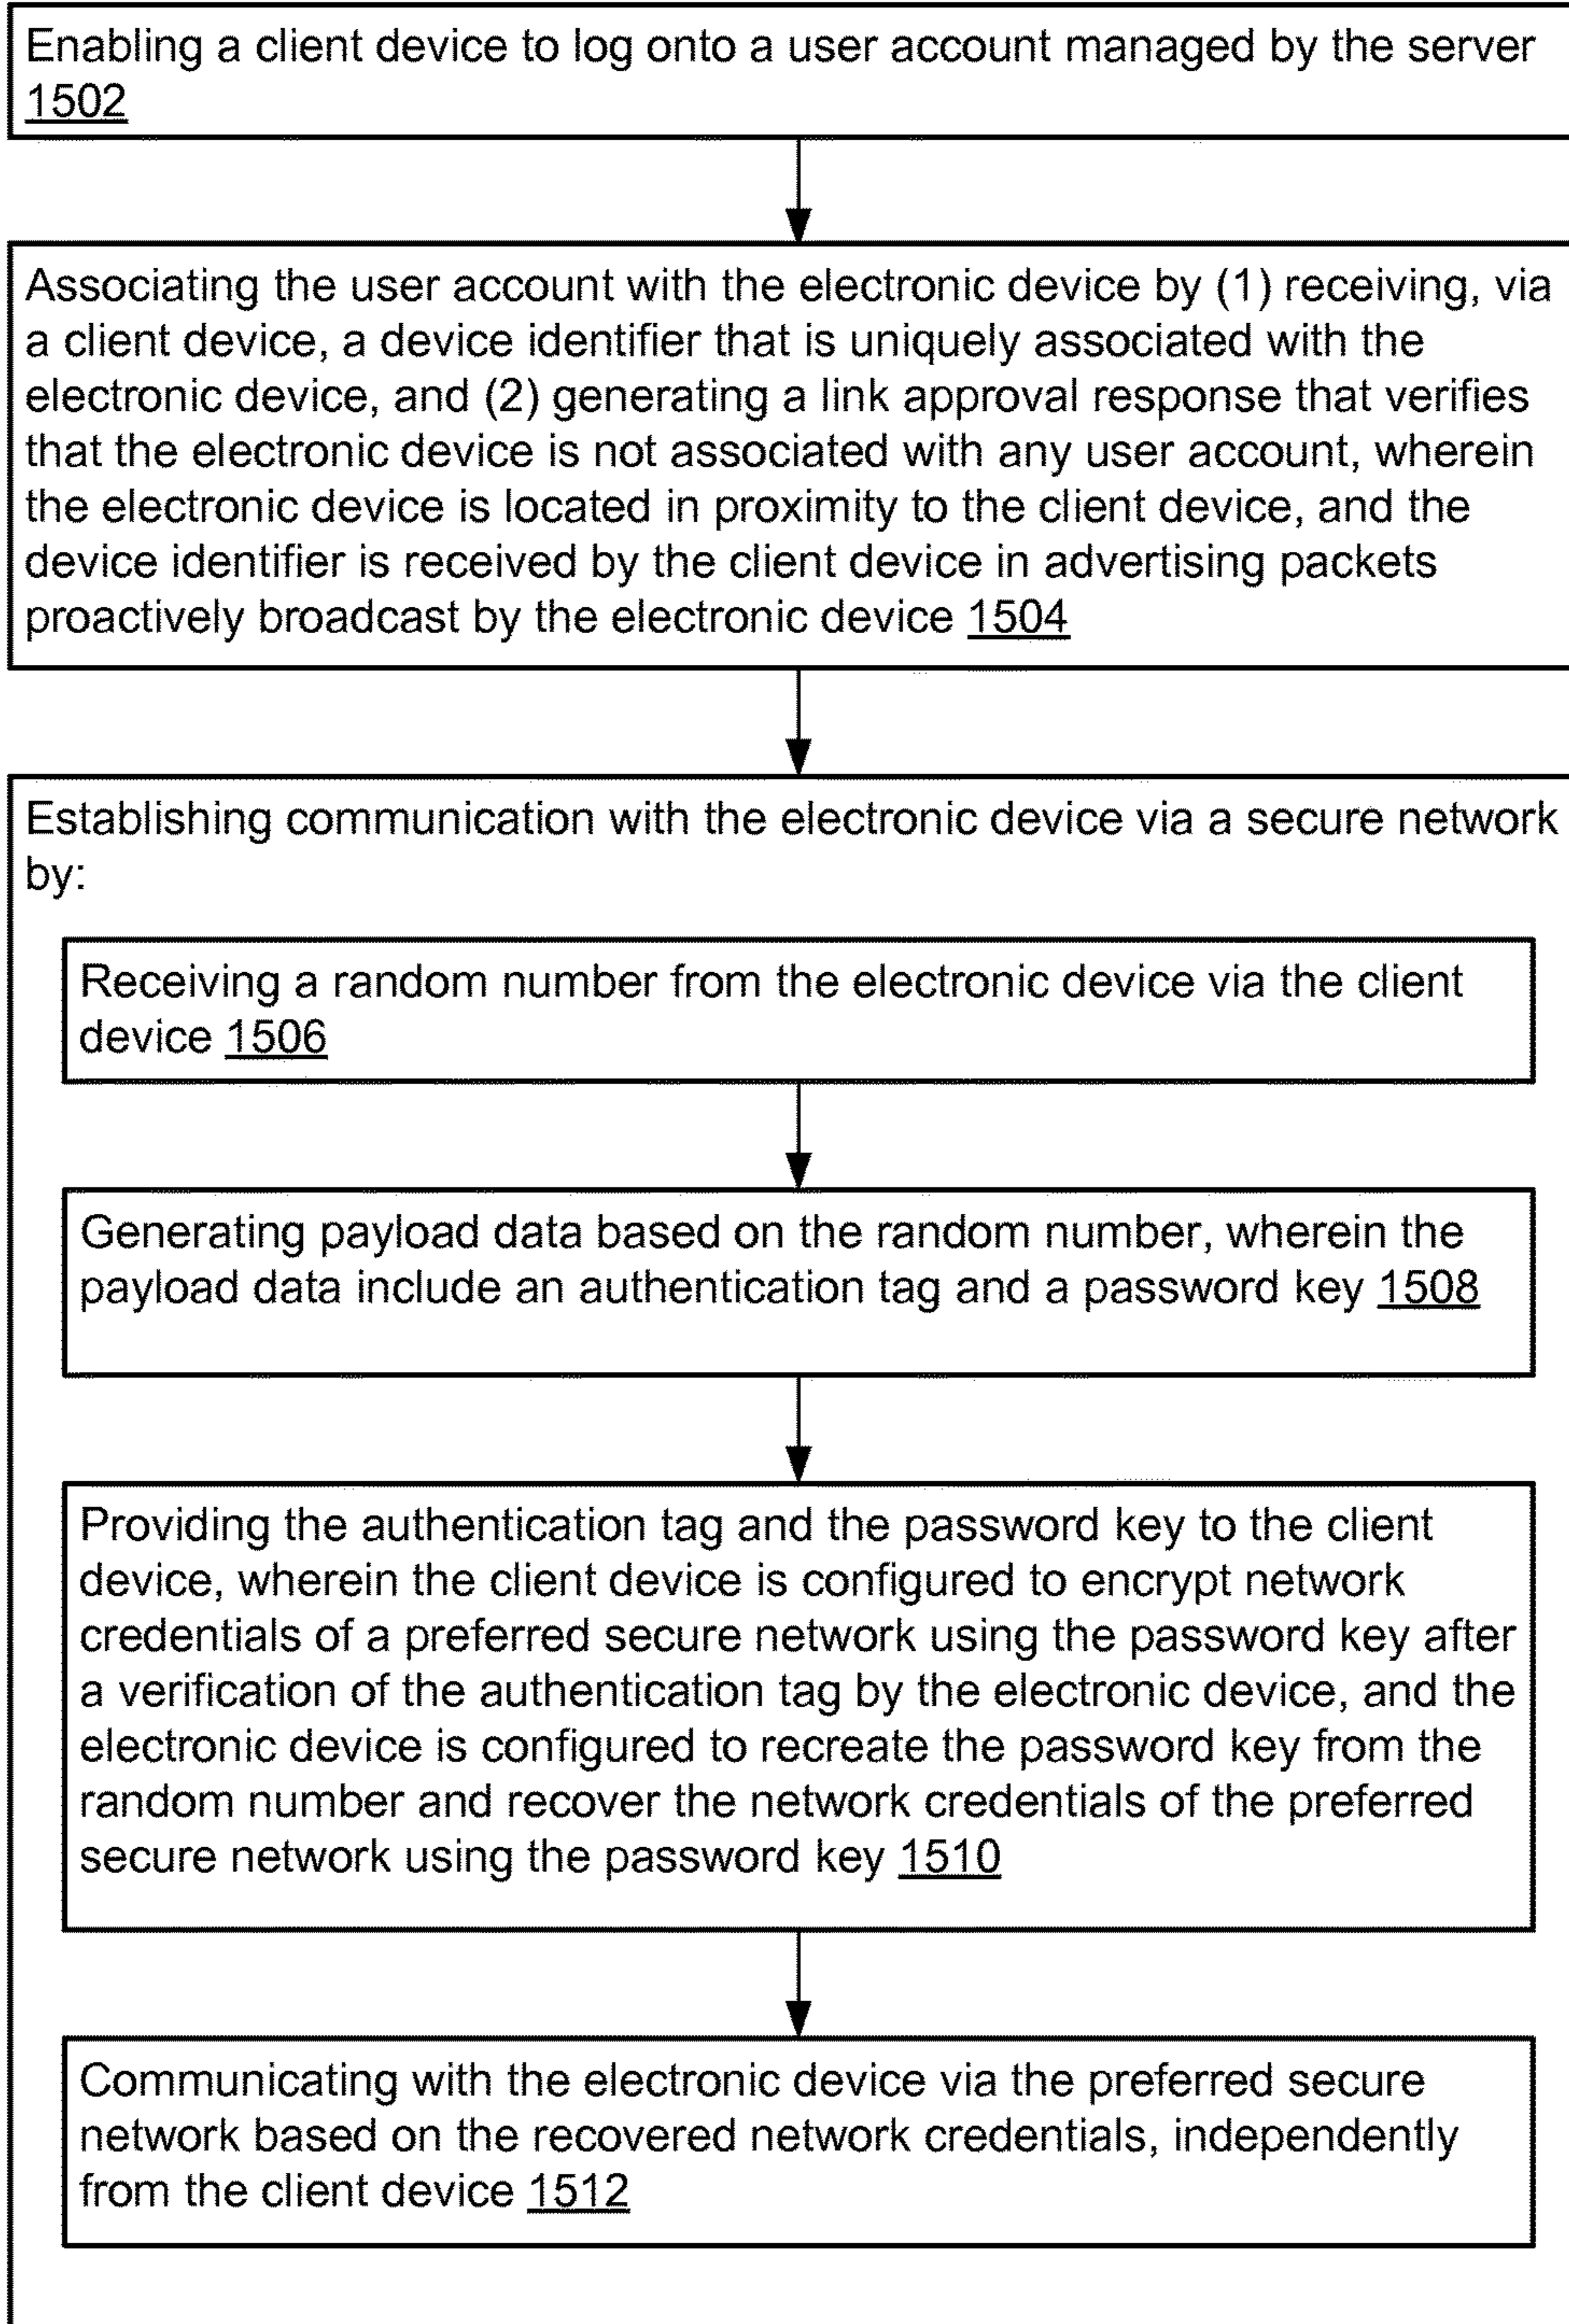 Enabling a client device to log onto a user account managed by the server
1502
Associating the user account with the electronic device by (1) receiving, via
a client device, a device identifier that is uniquely associated with the
electronic device, and (2) generating a link approval response that verifies
that the electronic device is not associated with any user account, wherein
the electronic device is located in proximity to the client device, and the
device identifier is received by the client device in advertising packets
proactively broadcast by the electronic device 1504
Establishing communication with the electronic device via a secure network
by:
Receiving a random number from the electronic device via the client
device 1506
Generating payload data based on the random number, wherein the
payload data include an authentication tag and a password key 1508
Providing the authentication tag and the password key to the client
device, wherein the client device is configured to encrypt network
credentials of a preferred secure network using the password key after
a verification of the authentication tag by the electronic device, and the
electronic device is configured to recreate the password key from the
random number and recover the network credentials of the preferred
secure network using the password key 1510
Communicating with the electronic device via the preferred secure
network based on the recovered network credentials, independently
from the client device 1512